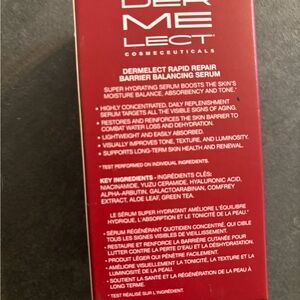 DER
ME
LECT
COSMECEUTICALS
DERMELECT RAPID REPAIR
BARRIER BALANCING SERUM
SUPER HYDRATING SERUM BOOSTS THE SKIN'S
MOISTURE BALANCE, ABSORBENCY AND TONE.*
• HIGHLY CONCENTRATED, DAILY REPLENISHMENT
SERUM TARGETS ALL THE VISIBLE SIGNS OF AGING.
• RESTORES AND REINFORCES THE SKIN BARRIER TO
COMBAT WATER LOSS AND DEHYDRATION.
• LIGHTWEIGHT AND EASILY ABSORBED.
• VISUALLY IMPROVES TONE, TEXTURE, AND LUMINOSITY.
• SUPPORTS LONG-TERM SKIN HEALTH AND RENEWAL.
* TEST PERFORMED ON INDIVIDUAL INGREDIENTS.
KEY INGREDIENTS - INGRÉDIENTS CLÉS:
NIACINAMIDE, YUZU CERAMIDE, HYALURONIC ACID,
ALPHA-ARBUTIN, GALACTOARABINAN, COMFREY
EXTRACT, ALOE LEAF, GREEN TEA.
LE SÉRUM SUPER HYDRATANT AMÉLIORE L'ÉQUILIBRE
HYDRIQUE, L'ABSORPTION ET LE TONICITÉ DE LA PEAU.*
• SÉRUM RÉGÉNÉRANT QUOTIDIEN CONCENTRÉ, QUI CIBLE
TOUS LES SIGNES VISIBLES DE VIEILLISSEMENT.
• RESTAURE ET RENFORCE LA BARRIÈRE CUTANÉE POUR
LUTTER CONTRE LA PERTE D'EAU ET LA DÉSHYDRATATION.
• PRODUIT LÉGER QUI PÉNÈTRE FACILEMENT.
• AMÉLIORE VISUELLEMENT LA TONICITÉ, LA TEXTURE ET LA
LUMINOSITÉ DE LA PEAU.
• SOUTIENT LA SANTÉ ET LA RÉGÉNÉRATION DE LA PEAU À
LONG TERME.
* TEST RÉALISÉ SUR L'INGRÉDIENT.